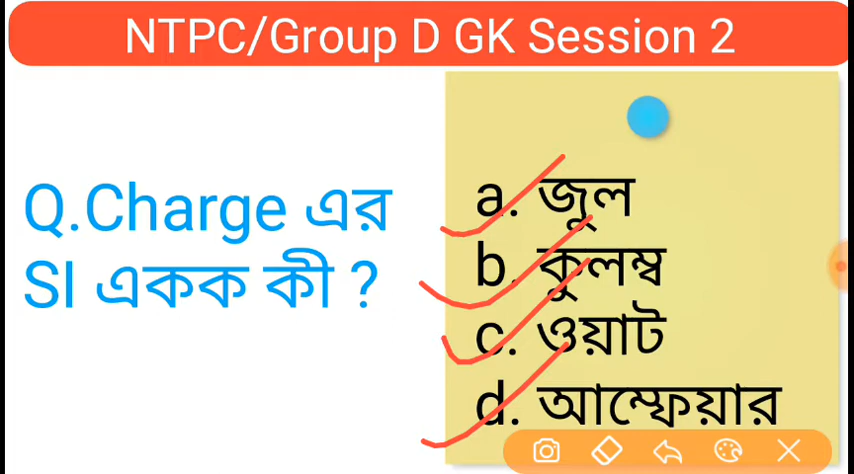 NTPC/Group D GK Session 2
Q.Charge এর
SI একক কী ?
a. জুল
b. কুলম্ব
c. ওয়াট
d. আম্ফেয়ার